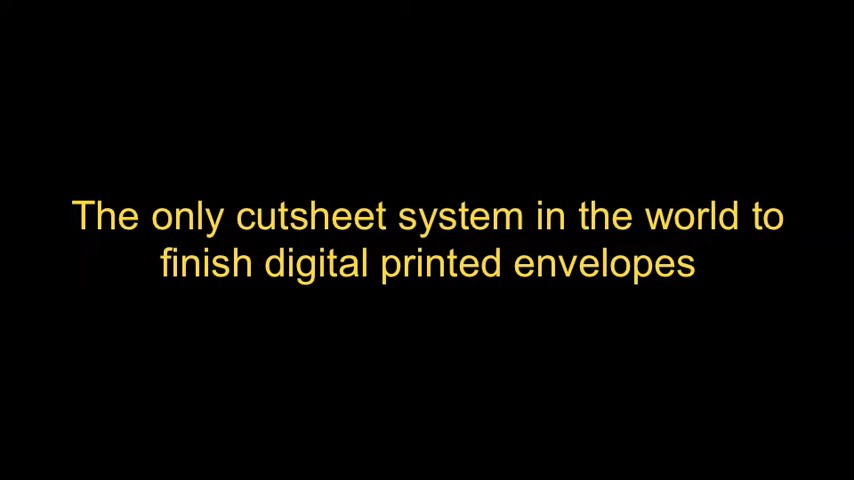 The only cutsheet system in the world to
finish digital printed envelopes